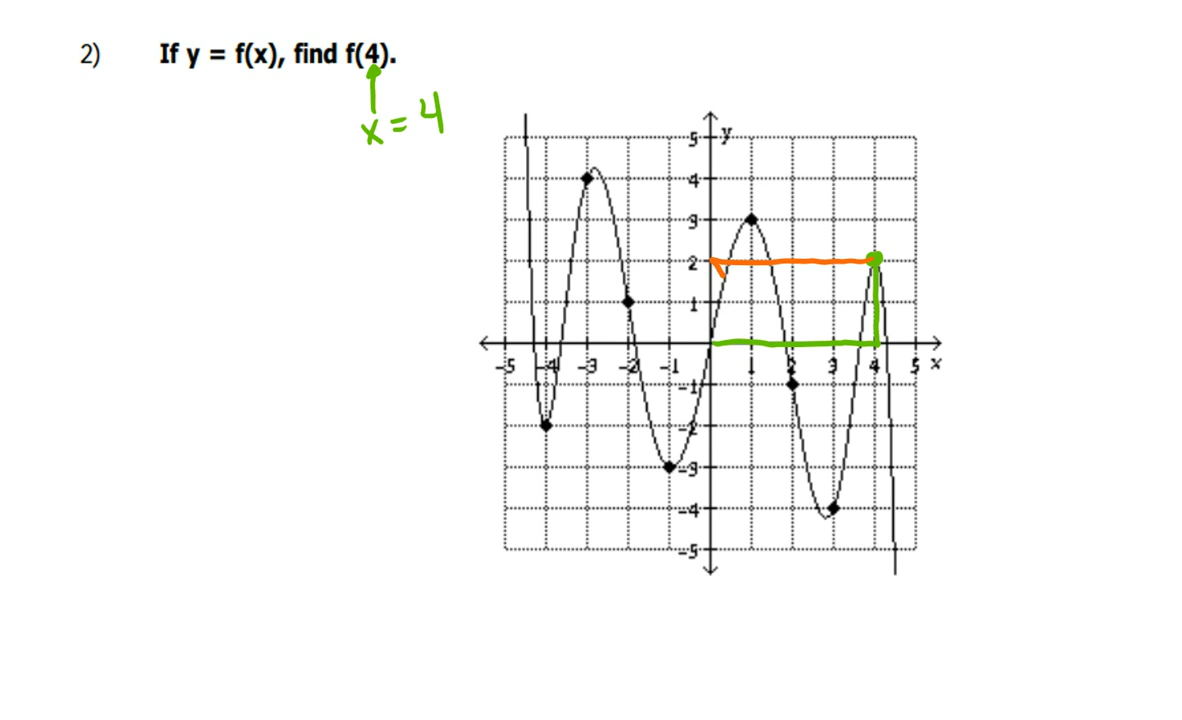 2) If y = f(x), find f(4).
x = 4
5 y
4
3
2
1
-5 -4 -3 -2 -1 1 2 3 4 5 x
-1
-2
-3
-4
-5